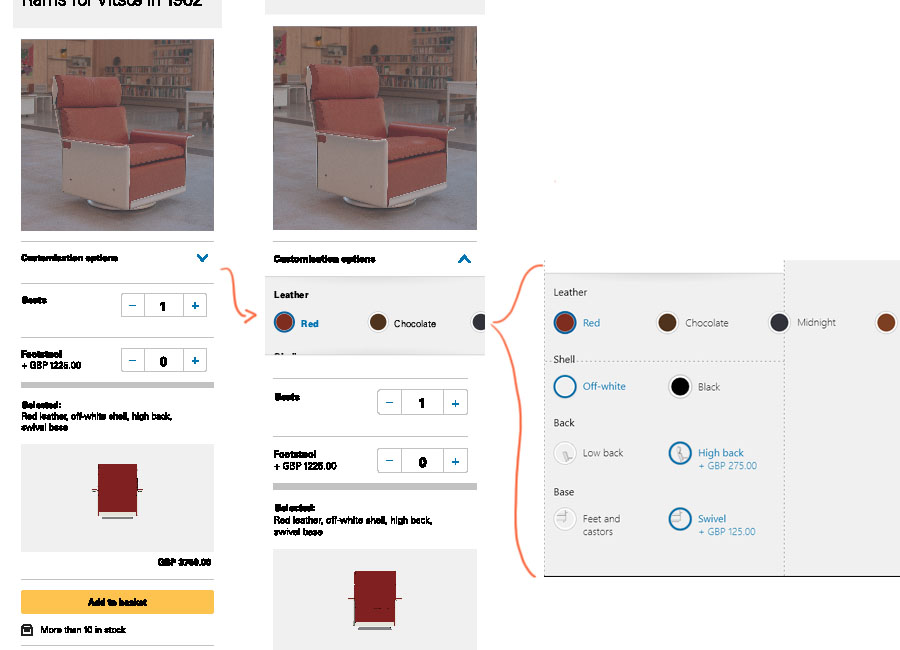 Rams for Vitsœ in 1962
Customisation options
Seats
− 1 +
Footstool
+ GBP 1225.00
− 0 +
Selected:
Red leather, off-white shell, high back,
swivel base
GBP 3760.00
Add to basket
More than 10 in stock
Customisation options
Leather
Red
Chocolate
Shell
Seats
− 1 +
Footstool
+ GBP 1225.00
− 0 +
Selected:
Red leather, off-white shell, high back,
swivel base
Leather
Red
Chocolate
Midnight
Shell
Off-white
Black
Back
Low back
High back
+ GBP 275.00
Base
Feet and
castors
Swivel
+ GBP 125.00